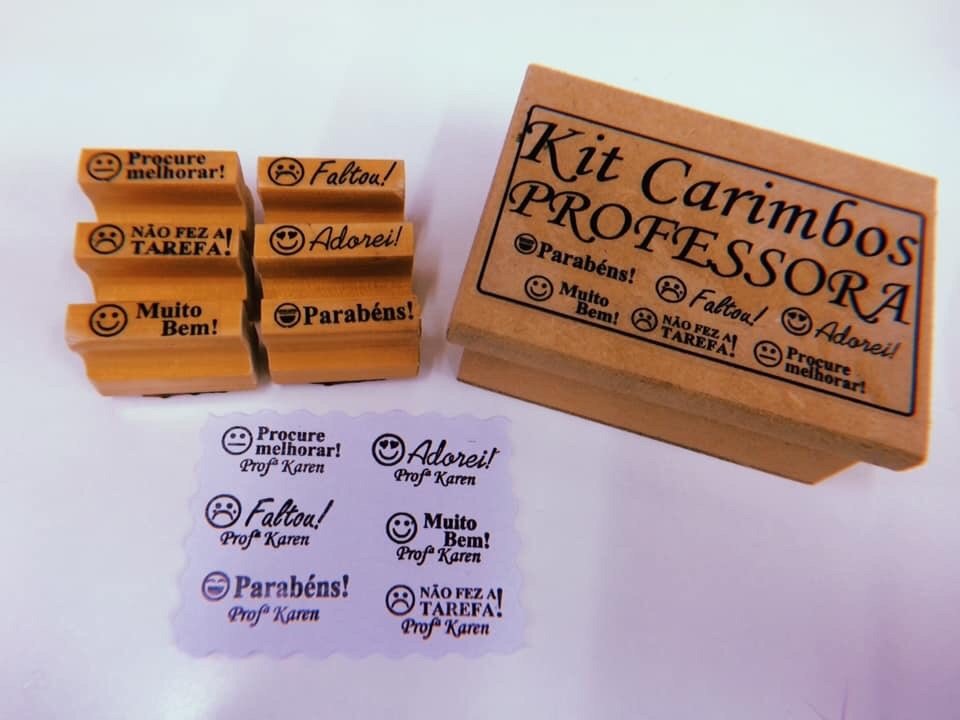 Procure
melhorar!
Faltou!
NÃO FEZ A
TAREFA!
Adorei!
Muito
Bem!
Parabéns!
Kit Carimbos
PROFESSORA
Parabéns!
Faltou!
Adorei!
Muito
Bem!
NÃO FEZ A
TAREFA!
Procure
melhorar!
Procure
melhorar!
Profª Karen
Adorei!
Profª Karen
Faltou!
Profª Karen
Muito
Bem!
Profª Karen
Parabéns!
Profª Karen
NÃO FEZ A
TAREFA!
Profª Karen